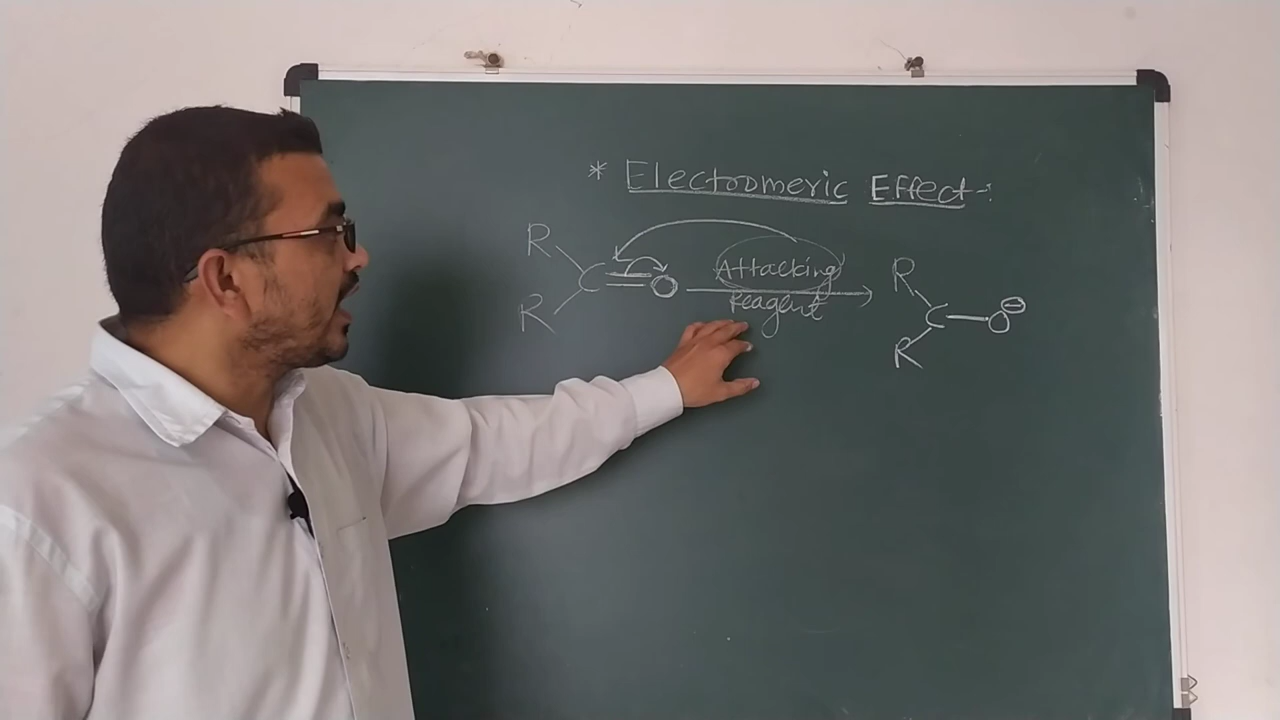 * Electromeric Effect -:
R
C = O
R
Attacking
Reagent
R
C — O ⊖
R